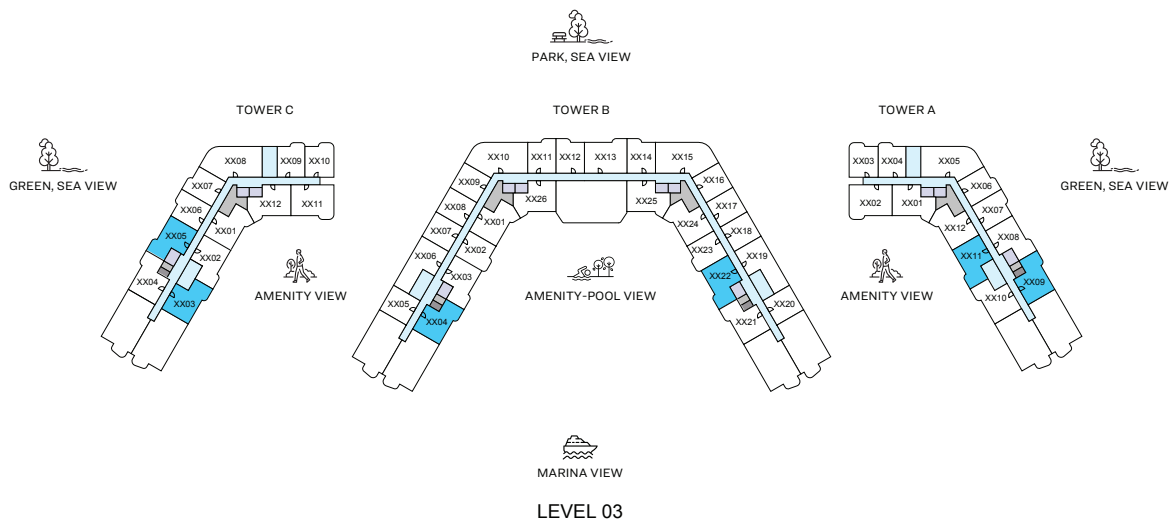 PARK, SEA VIEW
TOWER C
TOWER B
TOWER A
GREEN, SEA VIEW
GREEN, SEA VIEW
XX08
XX09
XX10
XX07
XX06
XX05
XX04
XX12
XX11
XX01
XX02
XX03
AMENITY VIEW
XX10
XX11
XX12
XX13
XX14
XX15
XX09
XX16
XX08
XX17
XX07
XX18
XX06
XX19
XX05
XX20
XX26
XX25
XX01
XX24
XX02
XX23
XX03
XX22
XX04
XX21
AMENITY-POOL VIEW
XX03
XX04
XX05
XX06
XX07
XX08
XX09
XX02
XX01
XX12
XX11
XX10
AMENITY VIEW
MARINA VIEW
LEVEL 03